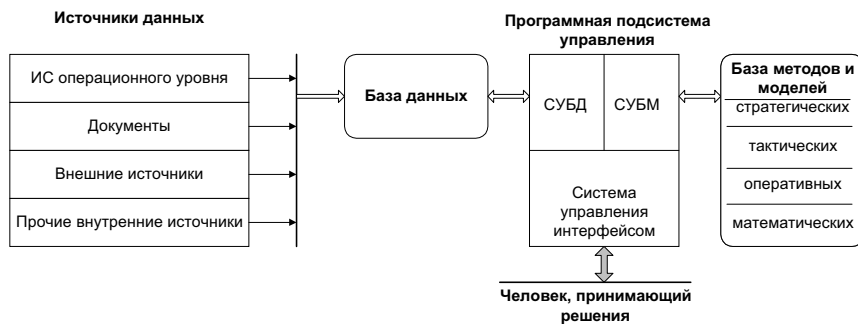 Источники данных
ИС операционного уровня
Документы
Внешние источники
Прочие внутренние источники
База данных
Программная подсистема
управления
СУБД
СУБМ
Система
управления
интерфейсом
Человек, принимающий
решения
База методов и
моделей
стратегических
тактических
оперативных
математических